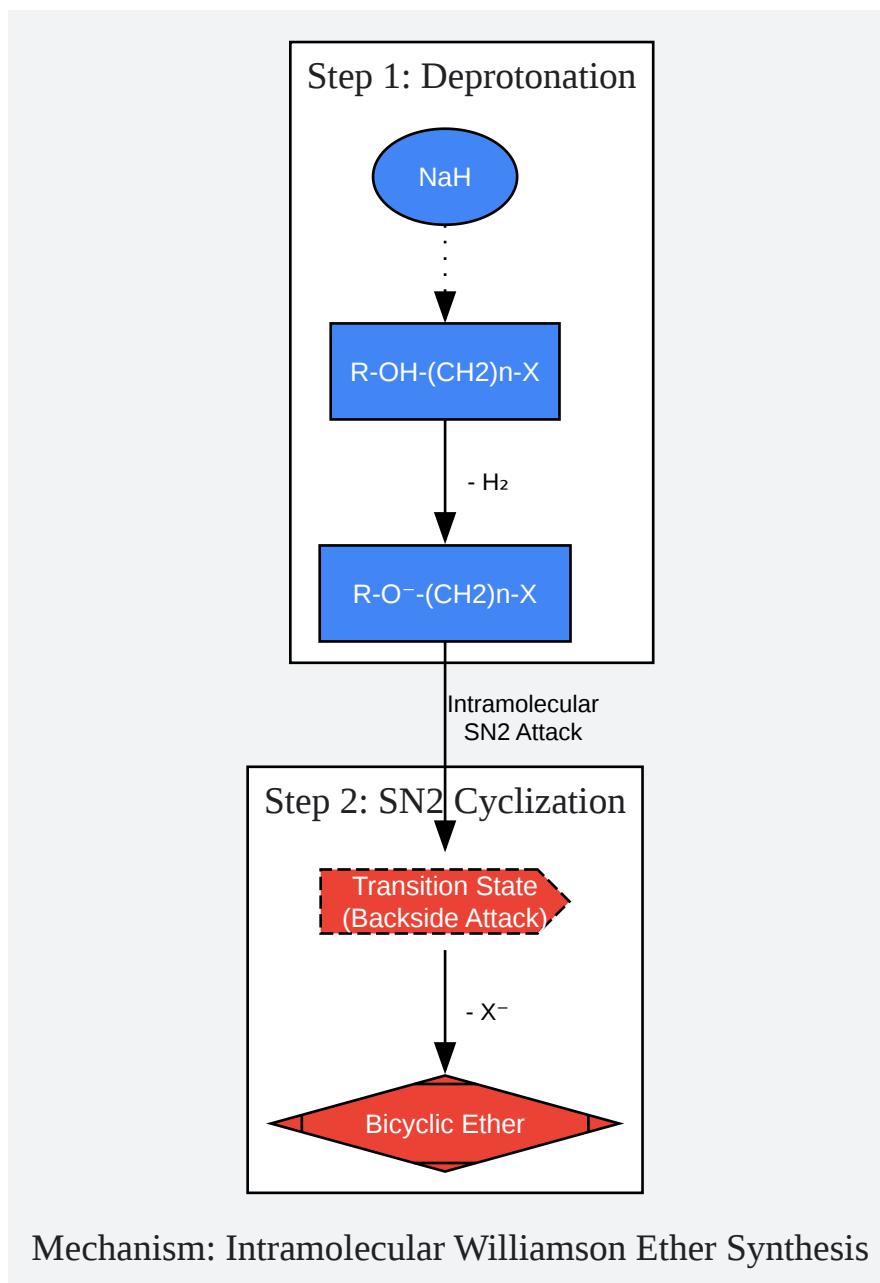 Step 1: Deprotonation
NaH
R-OH-(CH2)n-X
- H₂
R-O⁻-(CH2)n-X
Intramolecular
SN2 Attack
Step 2: SN2 Cyclization
Transition State
(Backside Attack)
- X⁻
Bicyclic Ether
Mechanism: Intramolecular Williamson Ether Synthesis